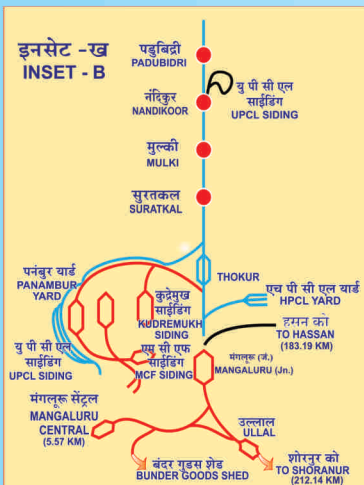 इनसेट -ख
INSET - B
पडुबिद्री
PADUBIDRI
नंदिकुर
NANDIKOOR
यु पी सी एल
साईडिंग
UPCL SIDING
मुल्की
MULKI
सुरतकल
SURATKAL
THOKUR
पनंबुर यार्ड
PANAMBUR
YARD
कुद्रेमुख
साईडिंग
KUDREMUKH
SIDING
एच पी सी एल यार्ड
HPCL YARD
हसन को
TO HASSAN
(183.19 KM)
एम सी एफ
साईडिंग
MCF SIDING
यु पी सी एल
साईडिंग
UPCL SIDING
मंगलूरू (जं.)
MANGALURU (Jn.)
मंगलूरू सेंट्रल
MANGALURU
CENTRAL
(5.57 KM)
उल्लाल
ULLAL
बंदर गुडस शेड
BUNDER GOODS SHED
शोरनुर को
TO SHORANUR
(212.14 KM)